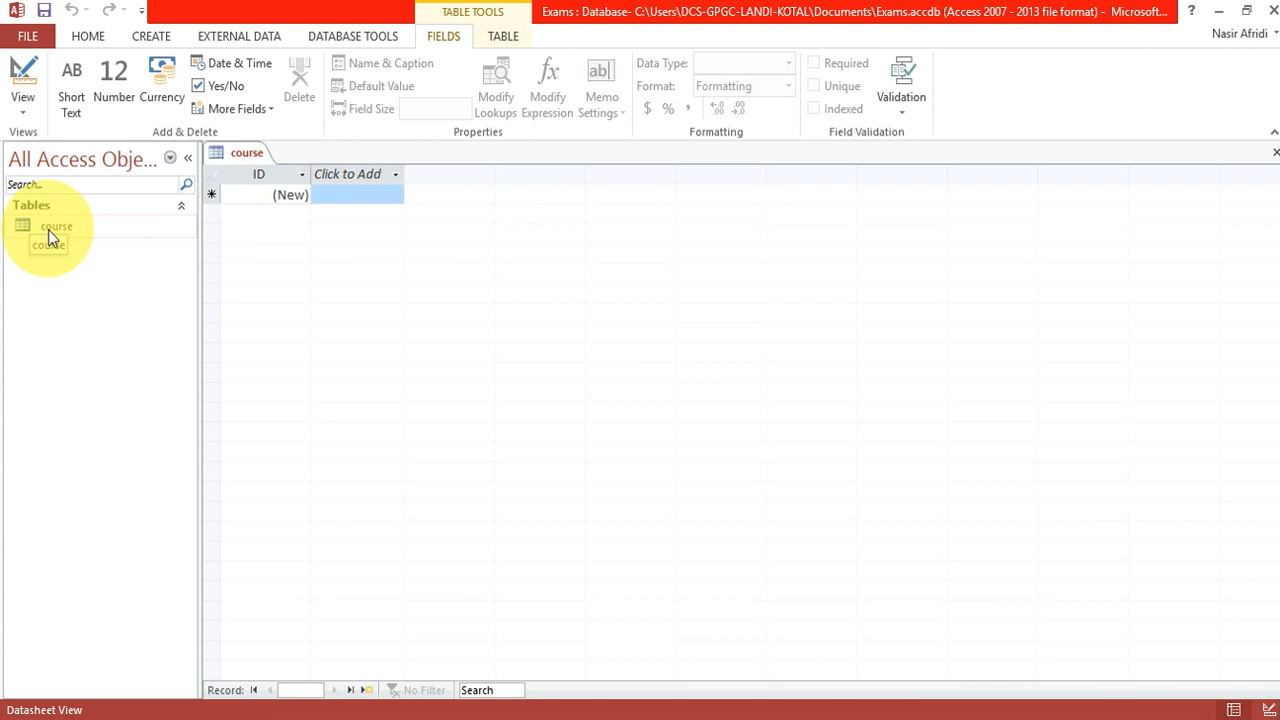 TABLE TOOLS
Exams : Database- C:\Users\DCS-GPGC-LANDI-KOTAL\Documents\Exams.accdb (Access 2007 - 2013 file format) - Microsoft...
FILE HOME CREATE EXTERNAL DATA DATABASE TOOLS FIELDS TABLE
Nasir Afridi
AB 12
Date & Time
Yes/No
More Fields
View
Short Text
Number
Currency
Delete
Name & Caption
Default Value
Field Size
Modify Lookups
fx
Modify Expression
ab
Memo Settings
Data Type:
Format: Formatting
$ % ,
Required
Unique
Indexed
Validation
Views
Add & Delete
Properties
Formatting
Field Validation
All Access Obje...
Search...
Tables
course
course
course
ID Click to Add
(New)
Record:
No Filter
Search
Datasheet View